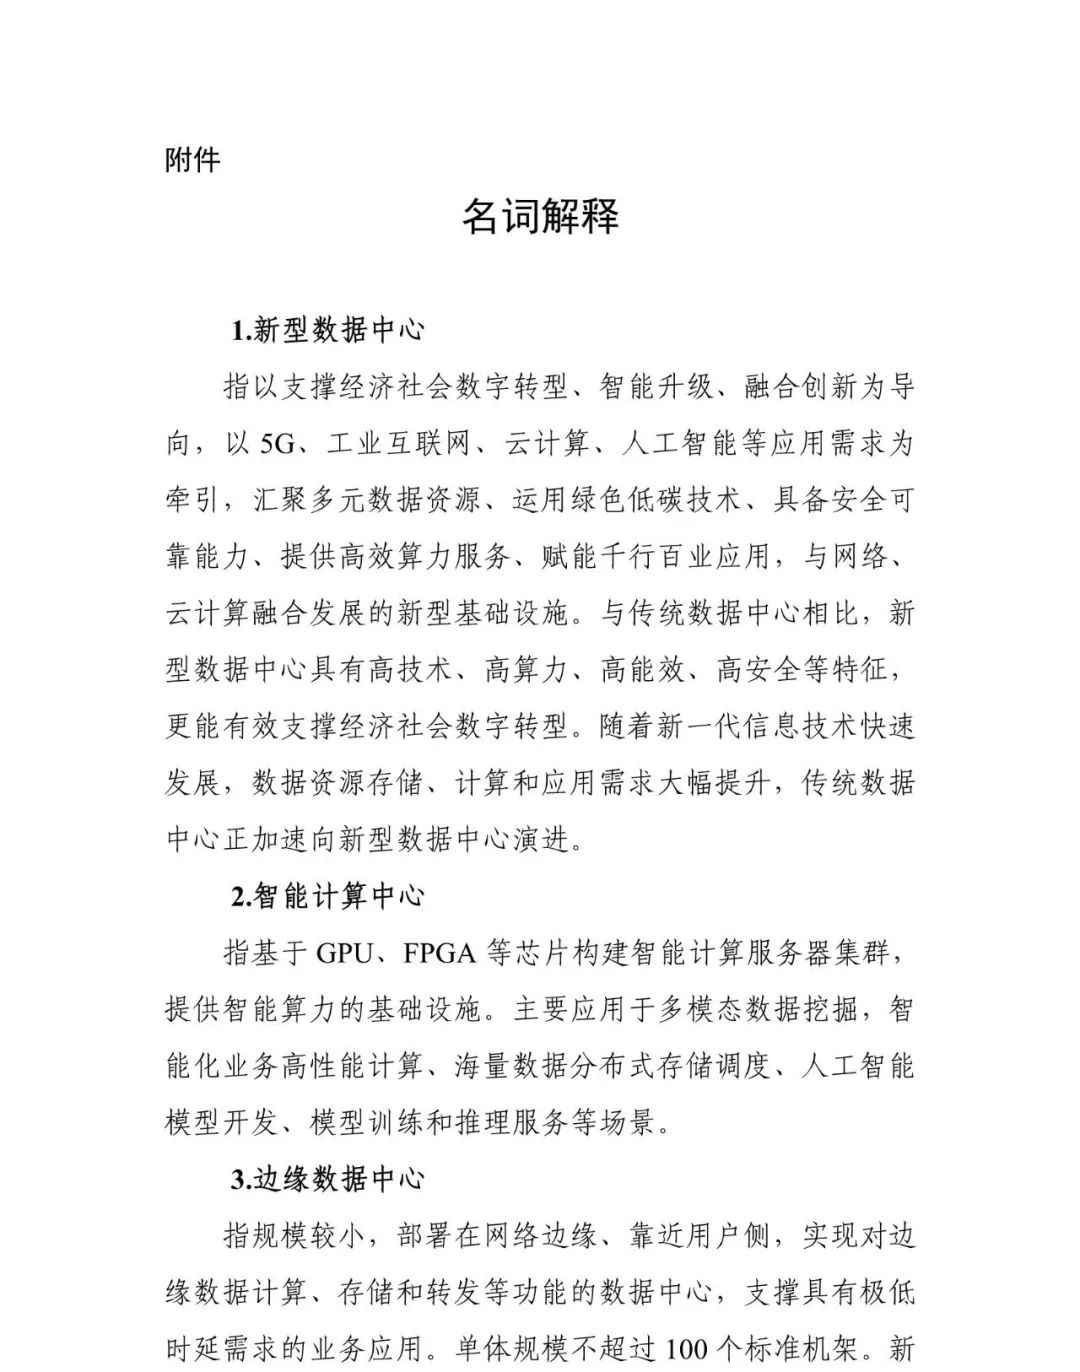 附件
名词解释
1.新型数据中心
指以支撑经济社会数字转型、智能升级、融合创新为导
向，以 5G、工业互联网、云计算、人工智能等应用需求为
牵引，汇聚多元数据资源、运用绿色低碳技术、具备安全可
靠能力、提供高效算力服务、赋能千行百业应用，与网络、
云计算融合发展的新型基础设施。与传统数据中心相比，新
型数据中心具有高技术、高算力、高能效、高安全等特征，
更能有效支撑经济社会数字转型。随着新一代信息技术快速
发展，数据资源存储、计算和应用需求大幅提升，传统数据
中心正加速向新型数据中心演进。
2.智能计算中心
指基于 GPU、FPGA 等芯片构建智能计算服务器集群，
提供智能算力的基础设施。主要应用于多模态数据挖掘，智
能化业务高性能计算、海量数据分布式存储调度、人工智能
模型开发、模型训练和推理服务等场景。
3.边缘数据中心
指规模较小，部署在网络边缘、靠近用户侧，实现对边
缘数据计算、存储和转发等功能的数据中心，支撑具有极低
时延需求的业务应用。单体规模不超过 100 个标准机架。新